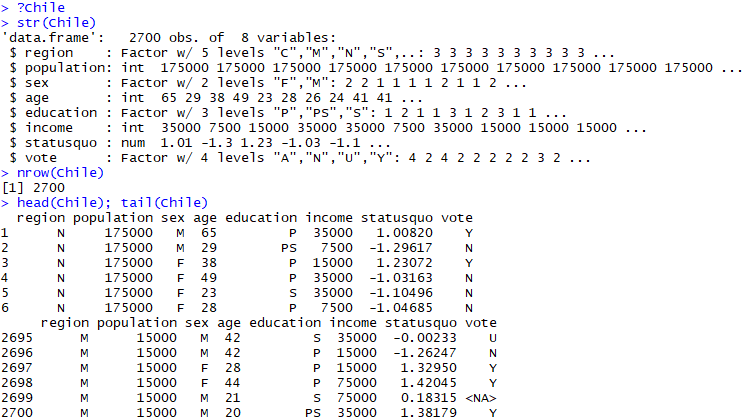 > ?Chile
> str(Chile)
'data.frame':   2700 obs. of  8 variables:
 $ region    : Factor w/ 5 levels "C","M","N","S",..: 3 3 3 3 3 3 3 3 3 3 ...
 $ population: int  175000 175000 175000 175000 175000 175000 175000 175000 175000 175000 ...
 $ sex       : Factor w/ 2 levels "F","M": 2 2 1 1 1 1 2 1 1 2 ...
 $ age       : int  65 29 38 49 23 28 26 24 41 41 ...
 $ education : Factor w/ 3 levels "P","PS","S": 1 2 1 1 3 1 2 3 1 1 ...
 $ income    : int  35000 7500 15000 35000 35000 7500 35000 15000 15000 15000 ...
 $ statusquo : num  1.01 -1.3 1.23 -1.03 -1.1 ...
 $ vote      : Factor w/ 4 levels "A","N","U","Y": 4 2 4 2 2 2 2 2 3 2 ...
> nrow(Chile)
[1] 2700
> head(Chile); tail(Chile)
  region population sex age education income statusquo vote
1      N     175000   M  65         P  35000   1.00820    Y
2      N     175000   M  29        PS   7500  -1.29617    N
3      N     175000   F  38         P  15000   1.23072    Y
4      N     175000   F  49         P  35000  -1.03163    N
5      N     175000   F  23         S  35000  -1.10496    N
6      N     175000   F  28         P   7500  -1.04685    N
     region population sex age education income statusquo vote
2695      M      15000   M  42         S  35000  -0.00233    U
2696      M      15000   M  42         P  15000  -1.26247    N
2697      M      15000   F  28         P  15000   1.32950    Y
2698      M      15000   F  44         P  75000   1.42045    Y
2699      M      15000   M  21         S  75000   0.18315 <NA>
2700      M      15000   M  20        PS  35000   1.38179    Y